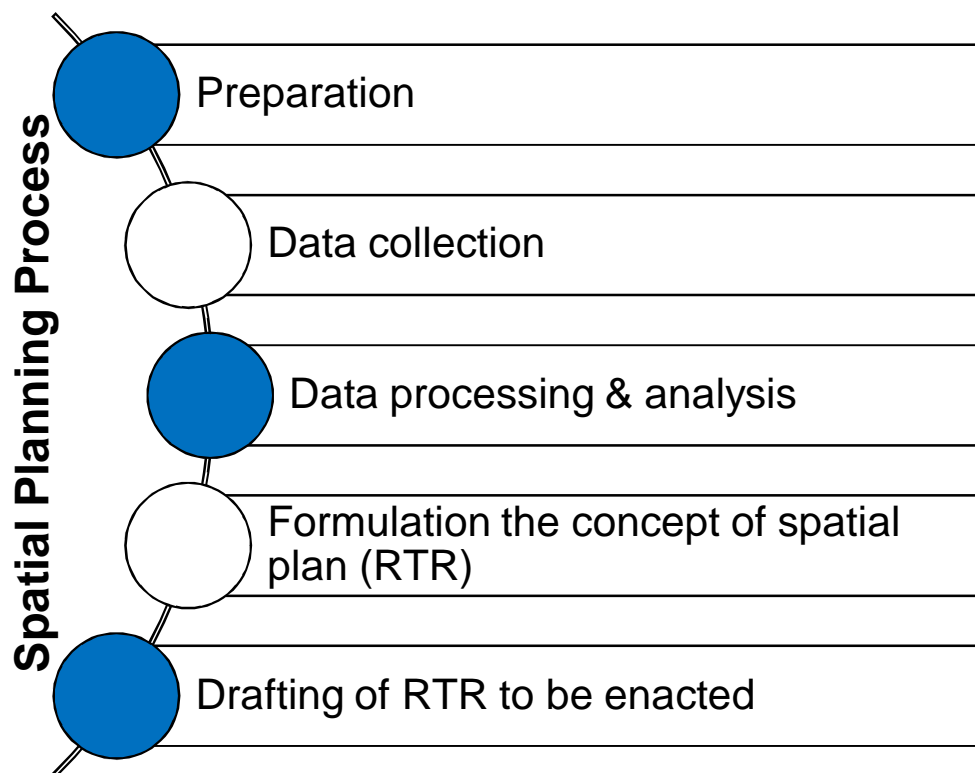 Spatial Planning Process
Preparation
Data collection
Data processing & analysis
Formulation the concept of spatial
plan (RTR)
Drafting of RTR to be enacted